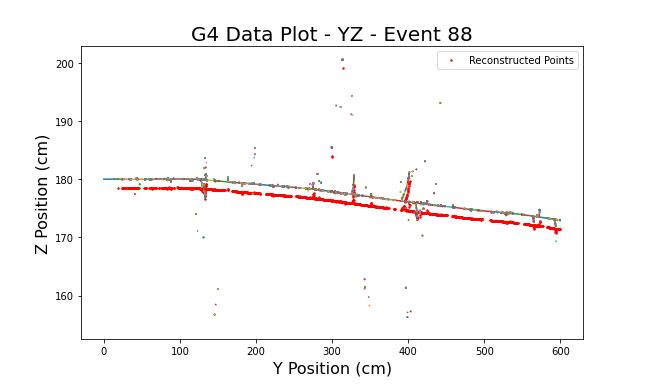 G4 Data Plot - YZ - Event 88
Reconstructed Points
Z Position (cm)
200
190
180
170
160
0 100 200 300 400 500 600
Y Position (cm)